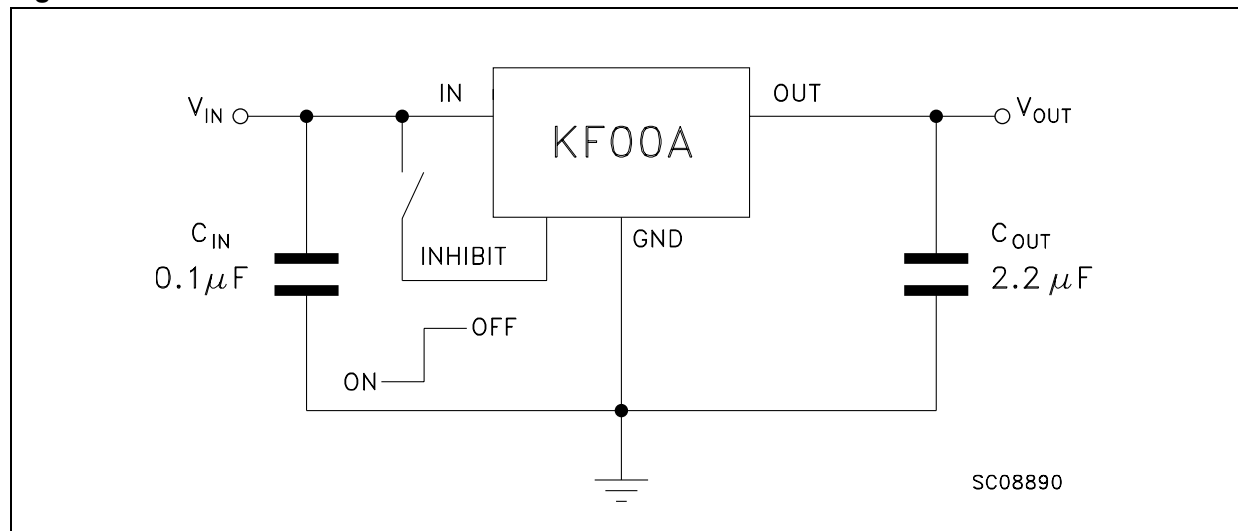 IN
OUT
V_IN
V_OUT
KF00A
GND
C_IN
0.1μF
INHIBIT
C_OUT
2.2 μF
OFF
ON
SC08890